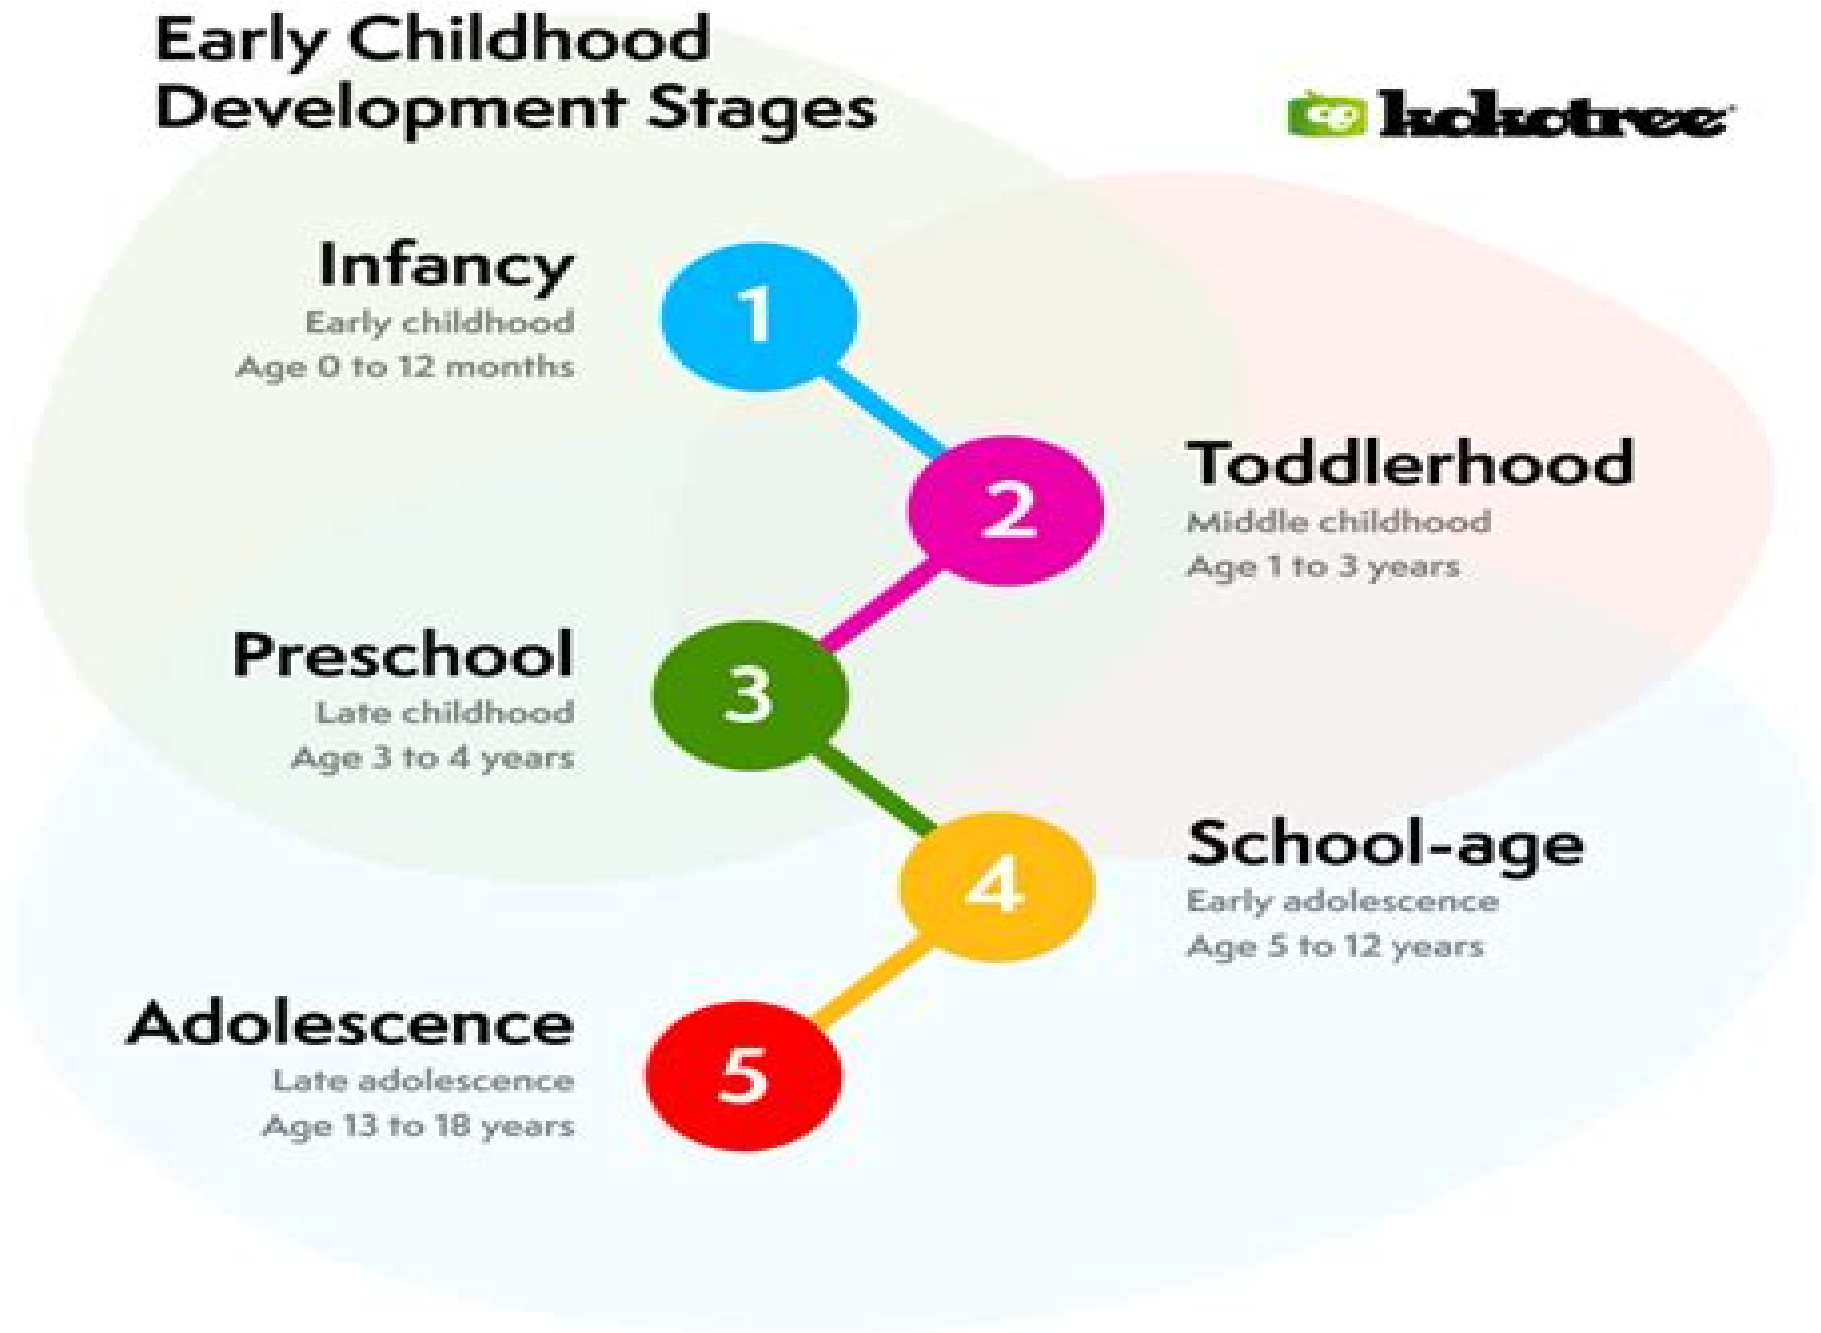 Early Childhood
Development Stages
kokotree
Infancy
Early childhood
Age 0 to 12 months
1
2
Toddlerhood
Middle childhood
Age 1 to 3 years
Preschool
Late childhood
Age 3 to 4 years
3
4
School-age
Early adolescence
Age 5 to 12 years
Adolescence
Late adolescence
Age 13 to 18 years
5